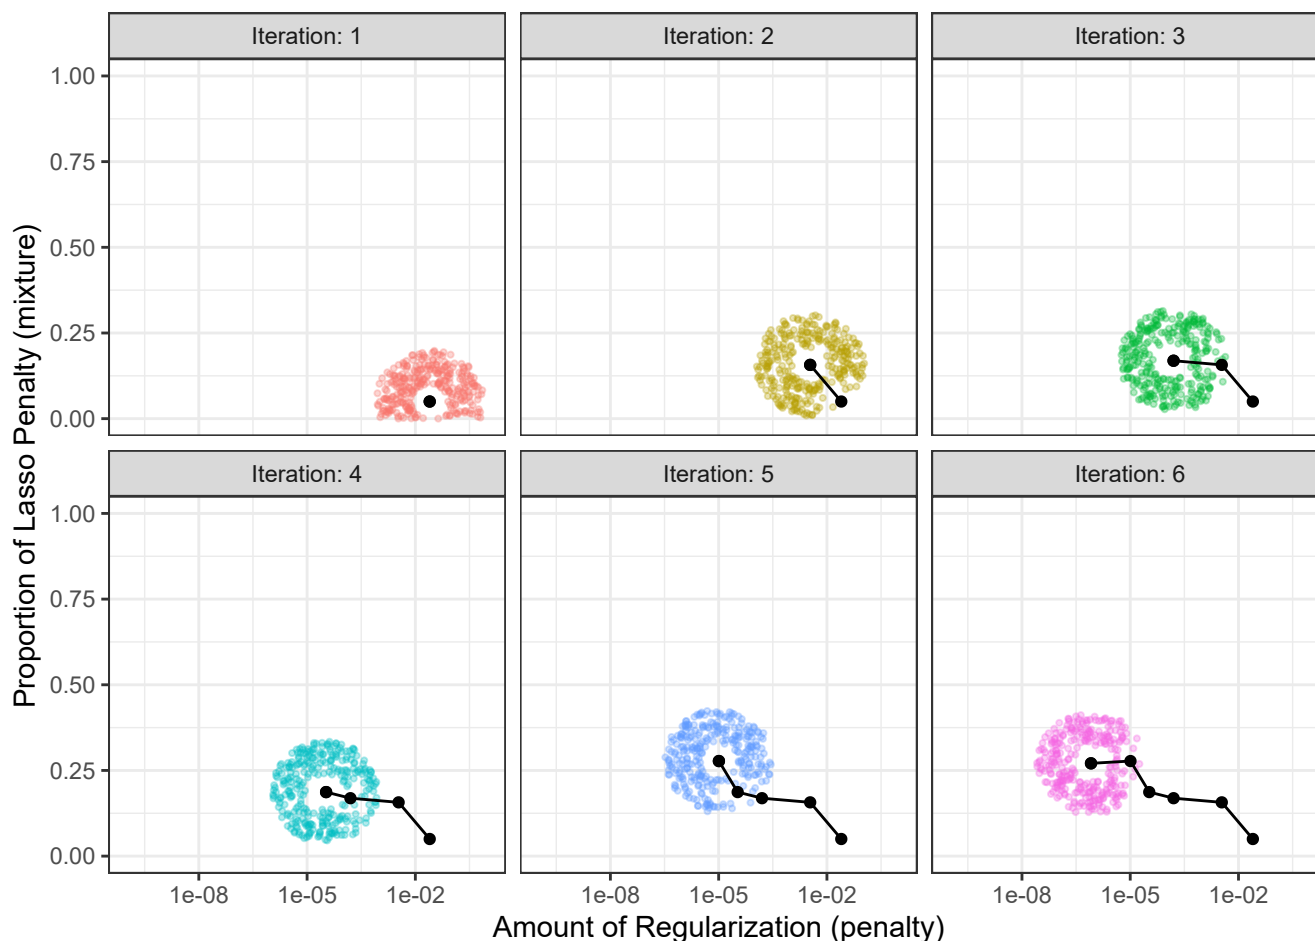 Iteration: 1
Iteration: 2
Iteration: 3
1.00
0.75
0.50
0.25
0.00
Iteration: 4
Iteration: 5
Iteration: 6
1.00
0.75
0.50
0.25
0.00
1e-08 1e-05 1e-02
1e-08 1e-05 1e-02
1e-08 1e-05 1e-02
Amount of Regularization (penalty)
Proportion of Lasso Penalty (mixture)